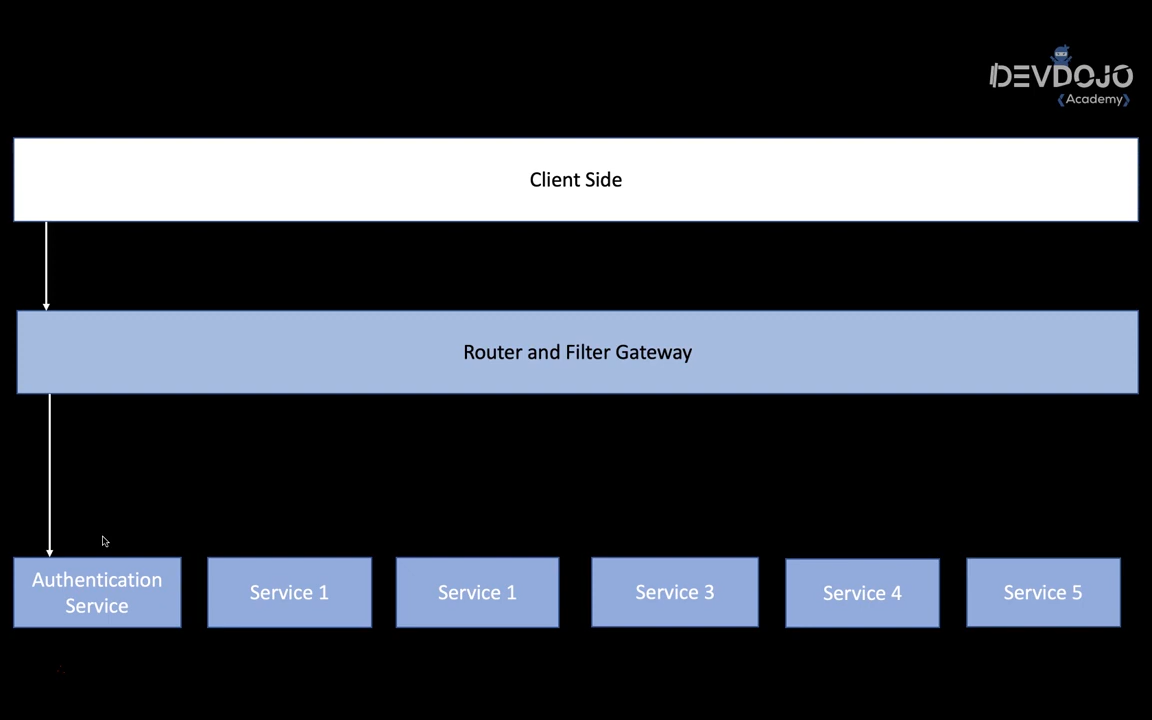 DEVDOJO
Academy
Client Side
Router and Filter Gateway
Authentication
Service
Service 1
Service 1
Service 3
Service 4
Service 5